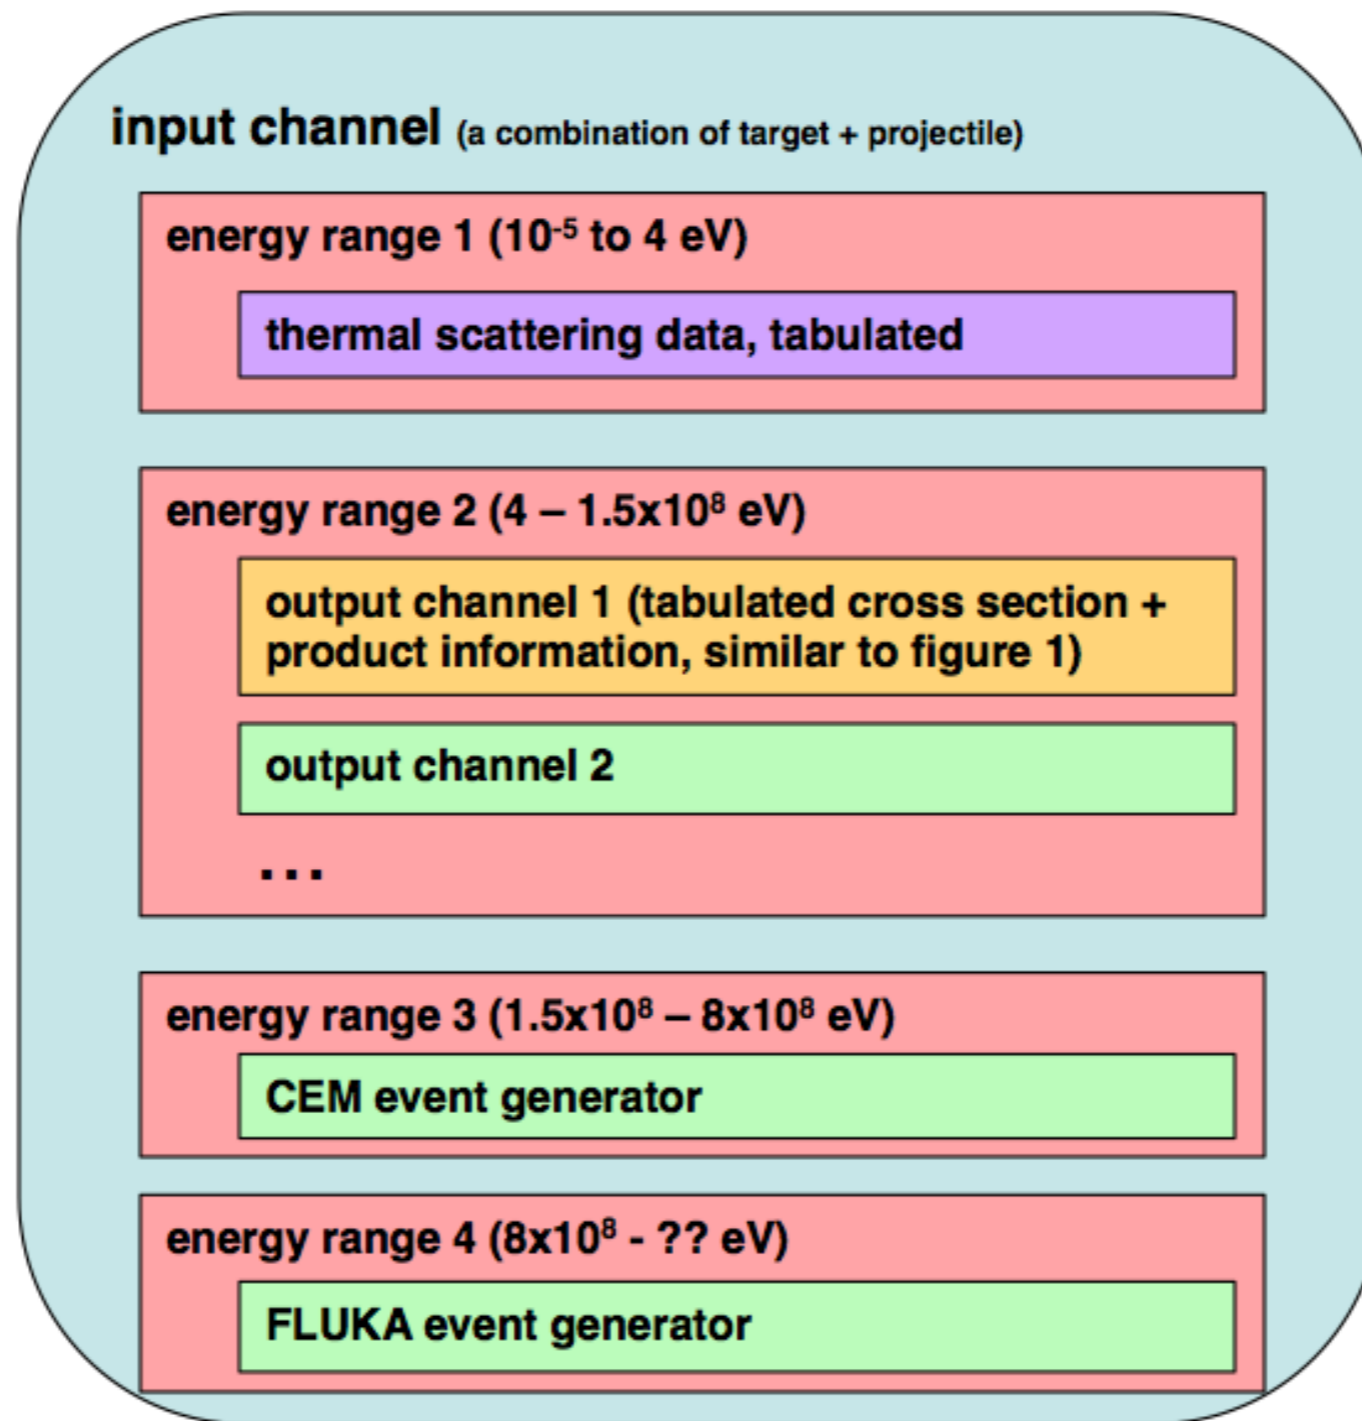 input channel (a combination of target + projectile)
energy range 1 (10⁻⁵ to 4 eV)
thermal scattering data, tabulated
energy range 2 (4 – 1.5x10⁸ eV)
output channel 1 (tabulated cross section +
product information, similar to figure 1)
output channel 2
...
energy range 3 (1.5x10⁸ – 8x10⁸ eV)
CEM event generator
energy range 4 (8x10⁸ - ?? eV)
FLUKA event generator